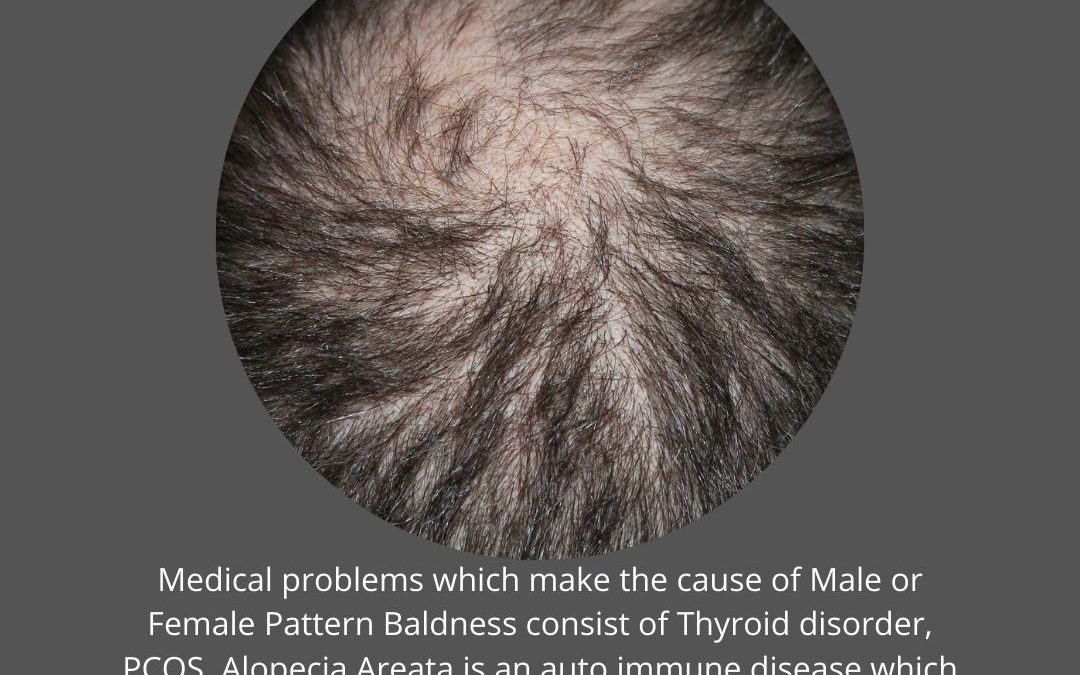 Medical problems which make the cause of Male or
Female Pattern Baldness consist of Thyroid disorder,
PCOS. Alopecia Areata is an auto immune disease which